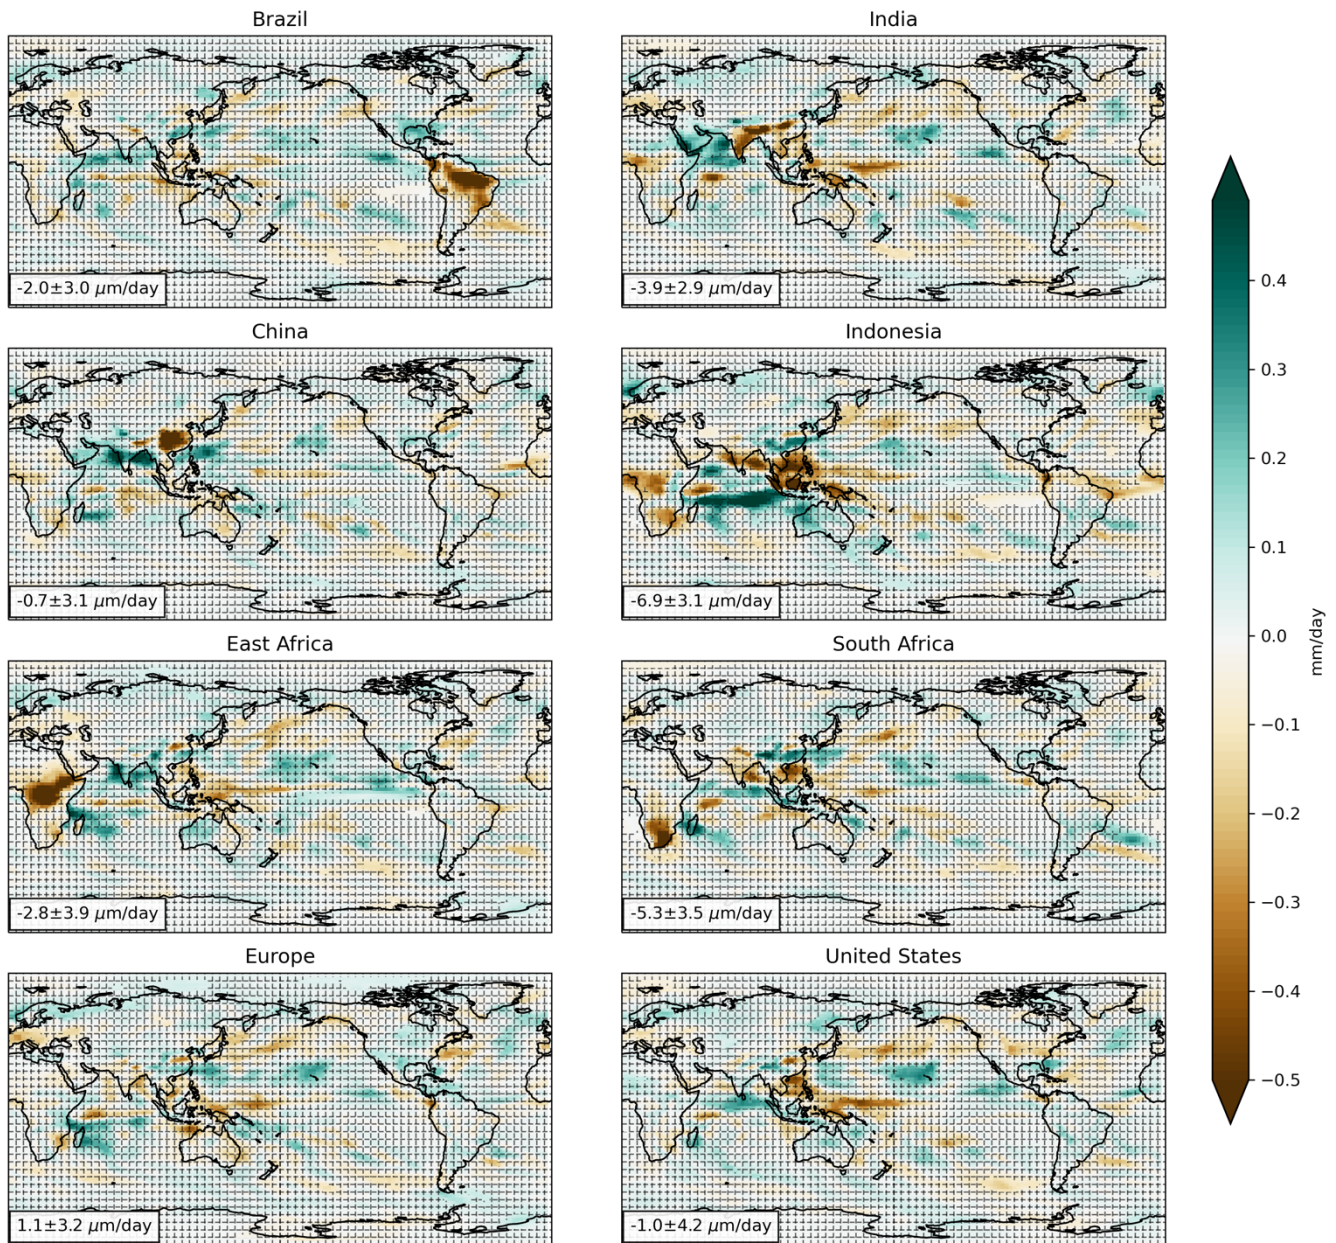 Brazil
India
-2.0±3.0 μm/day
-3.9±2.9 μm/day
China
Indonesia
-0.7±3.1 μm/day
-6.9±3.1 μm/day
East Africa
South Africa
-2.8±3.9 μm/day
-5.3±3.5 μm/day
Europe
United States
1.1±3.2 μm/day
-1.0±4.2 μm/day
0.4
0.3
0.2
0.1
0.0
−0.1
−0.2
−0.3
−0.4
−0.5
mm/day